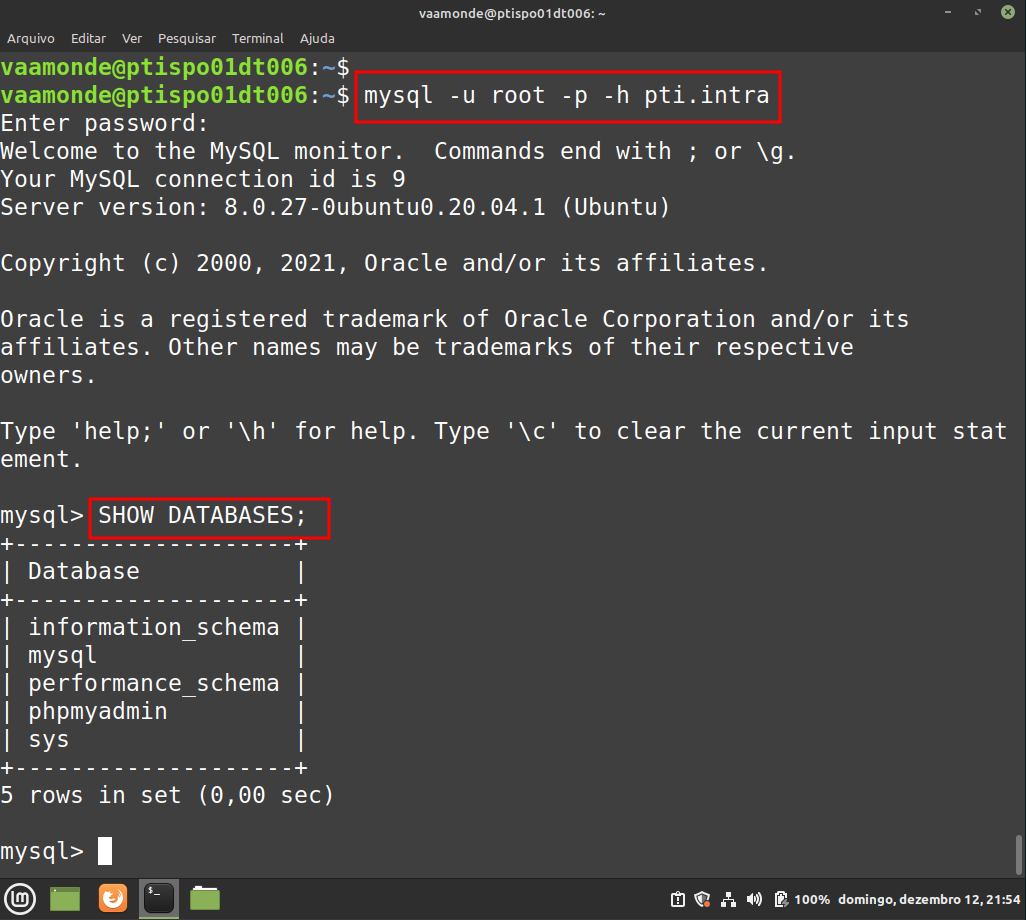 vaamonde@ptispo01dt006: ~
Arquivo Editar Ver Pesquisar Terminal Ajuda
vaamonde@ptispo01dt006:~$
vaamonde@ptispo01dt006:~$ mysql -u root -p -h pti.intra
Enter password:
Welcome to the MySQL monitor.  Commands end with ; or \g.
Your MySQL connection id is 9
Server version: 8.0.27-0ubuntu0.20.04.1 (Ubuntu)
Copyright (c) 2000, 2021, Oracle and/or its affiliates.
Oracle is a registered trademark of Oracle Corporation and/or its
affiliates. Other names may be trademarks of their respective
owners.
Type 'help;' or '\h' for help. Type '\c' to clear the current input stat
ement.
mysql> SHOW DATABASES;
+--------------------+
| Database           |
+--------------------+
| information_schema |
| mysql              |
| performance_schema |
| phpmyadmin         |
| sys                |
+--------------------+
5 rows in set (0,00 sec)
mysql>
100% domingo, dezembro 12, 21:54